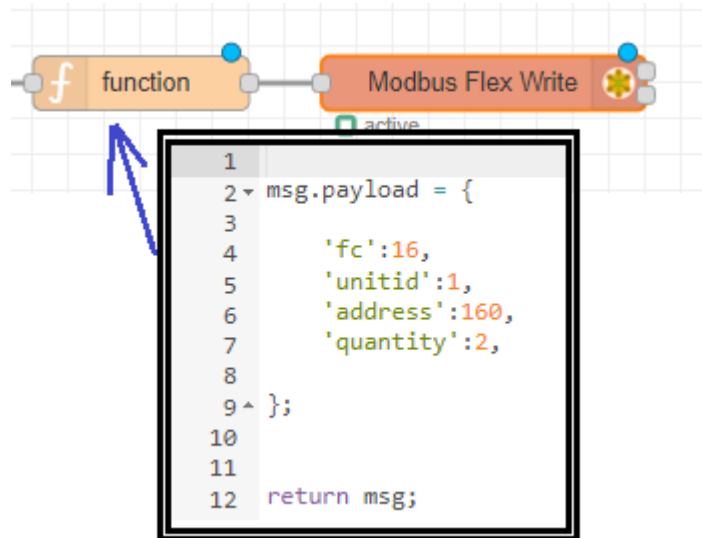 function
Modbus Flex Write
active
1
2 msg.payload = {
3
4 'fc':16,
5 'unitid':1,
6 'address':160,
7 'quantity':2,
8
9 };
10
11
12 return msg;